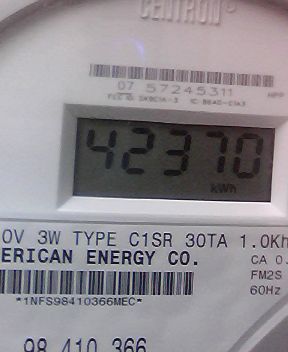 CENTRON®
07 57245311
HPP
42370
kWh
0V 3W TYPE C1SR 30TA 1.0Kh
ERICAN ENERGY CO.
CA 0.
FM2S
*1NFS98410366MEC*
60Hz
98 410 366